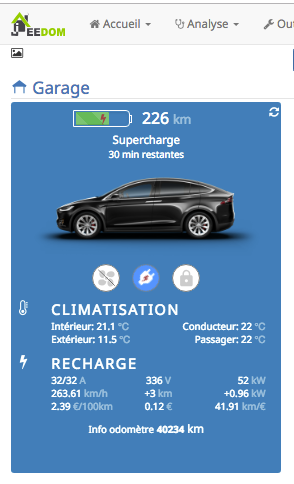 JEEDOM Accueil Analyse Out
Garage
226 km
Supercharge
30 min restantes
CLIMATISATION
Intérieur: 21.1 °C Conducteur: 22 °C
Extérieur: 11.5 °C Passager: 22 °C
RECHARGE
32/32 A 336 V 52 kW
263.61 km/h +3 km +0.96 kW
2.39 €/100km 0.12 € 41.91 km/€
Info odomètre 40234 km